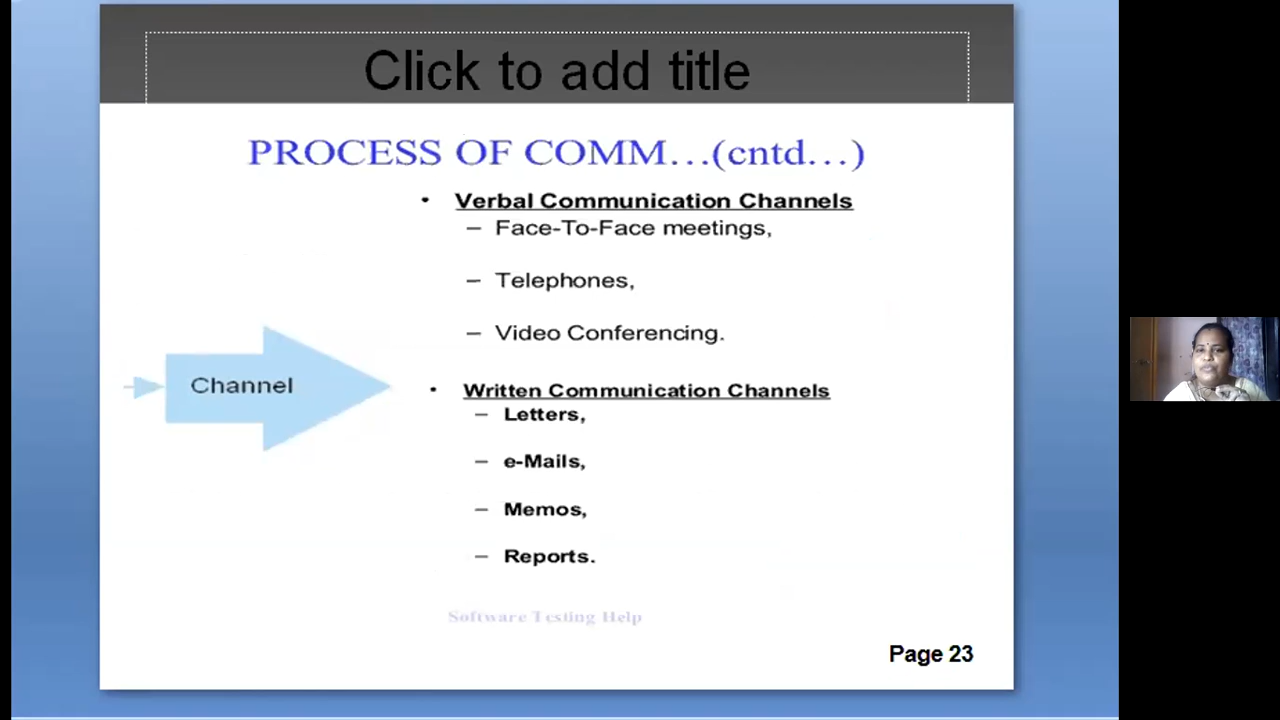 Click to add title
PROCESS OF COMM…(cntd…)
• Verbal Communication Channels
– Face-To-Face meetings,
– Telephones,
– Video Conferencing.
Channel
• Written Communication Channels
– Letters,
– e-Mails,
– Memos,
– Reports.
Software Testing Help
Page 23